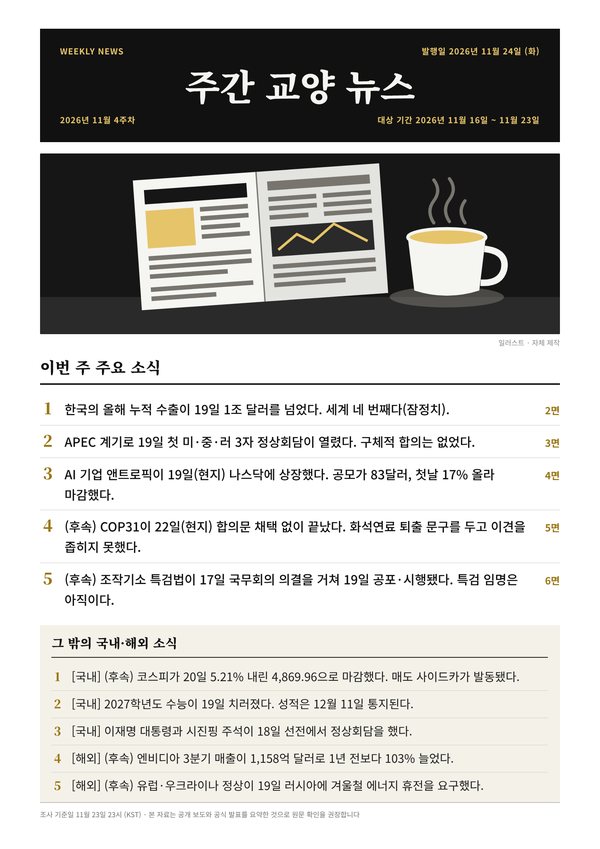 WEEKLY NEWS
발행일 2026년 11월 24일 (화)
주간 교양 뉴스
2026년 11월 4주차
대상 기간 2026년 11월 16일 ~ 11월 23일
일러스트 · 자체 제작
이번 주 주요 소식
1 한국의 올해 누적 수출이 19일 1조 달러를 넘었다. 세계 네 번째다(잠정치). 2면
2 APEC 계기로 19일 첫 미·중·러 3자 정상회담이 열렸다. 구체적 합의는 없었다. 3면
3 AI 기업 앤트로픽이 19일(현지) 나스닥에 상장했다. 공모가 83달러, 첫날 17% 올라 4면
마감했다.
4 (후속) COP31이 22일(현지) 합의문 채택 없이 끝났다. 화석연료 퇴출 문구를 두고 이견을 5면
좁히지 못했다.
5 (후속) 조작기소 특검법이 17일 국무회의 의결을 거쳐 19일 공포·시행됐다. 특검 임명은 6면
아직이다.
그 밖의 국내·해외 소식
1 [국내] (후속) 코스피가 20일 5.21% 내린 4,869.96으로 마감했다. 매도 사이드카가 발동됐다.
2 [국내] 2027학년도 수능이 19일 치러졌다. 성적은 12월 11일 통지된다.
3 [국내] 이재명 대통령과 시진핑 주석이 18일 선전에서 정상회담을 했다.
4 [해외] (후속) 엔비디아 3분기 매출이 1,158억 달러로 1년 전보다 103% 늘었다.
5 [해외] (후속) 유럽·우크라이나 정상이 19일 러시아에 겨울철 에너지 휴전을 요구했다.
조사 기준일 11월 23일 23시 (KST) · 본 자료는 공개 보도와 공식 발표를 요약한 것으로 원문 확인을 권장합니다